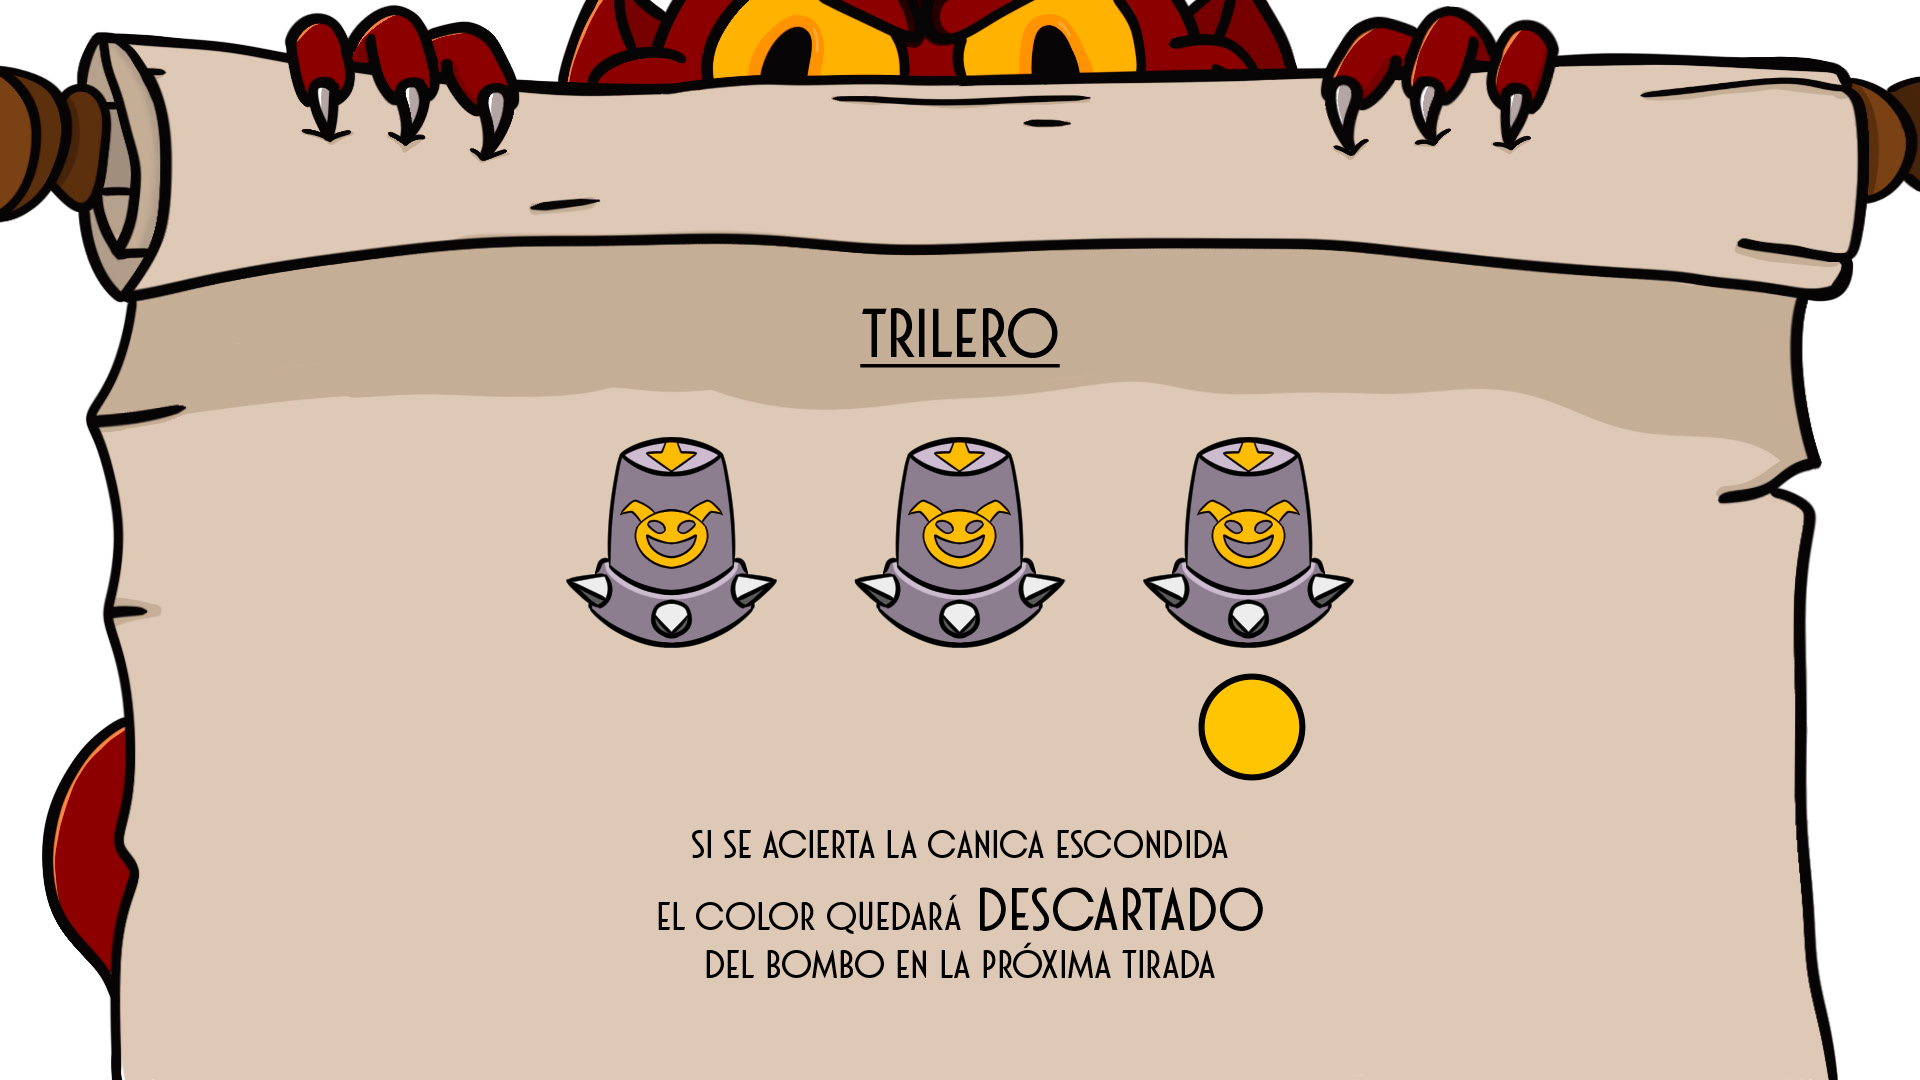 TRILERO
SI SE ACIERTA LA CANICA ESCONDIDA
EL COLOR QUEDARÁ DESCARTADO
DEL BOMBO EN LA PRÓXIMA TIRADA